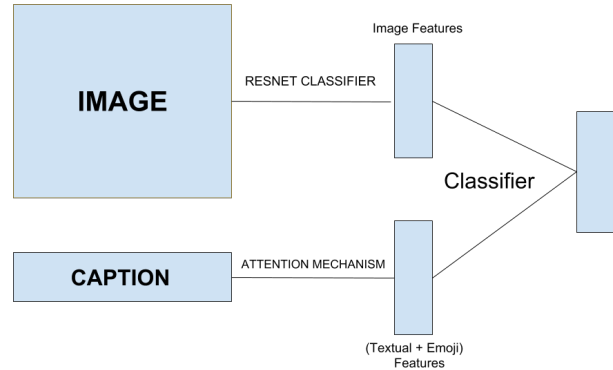 Image Features
RESNET CLASSIFIER
IMAGE
Classifier
ATTENTION MECHANISM
CAPTION
(Textual + Emoji)
Features